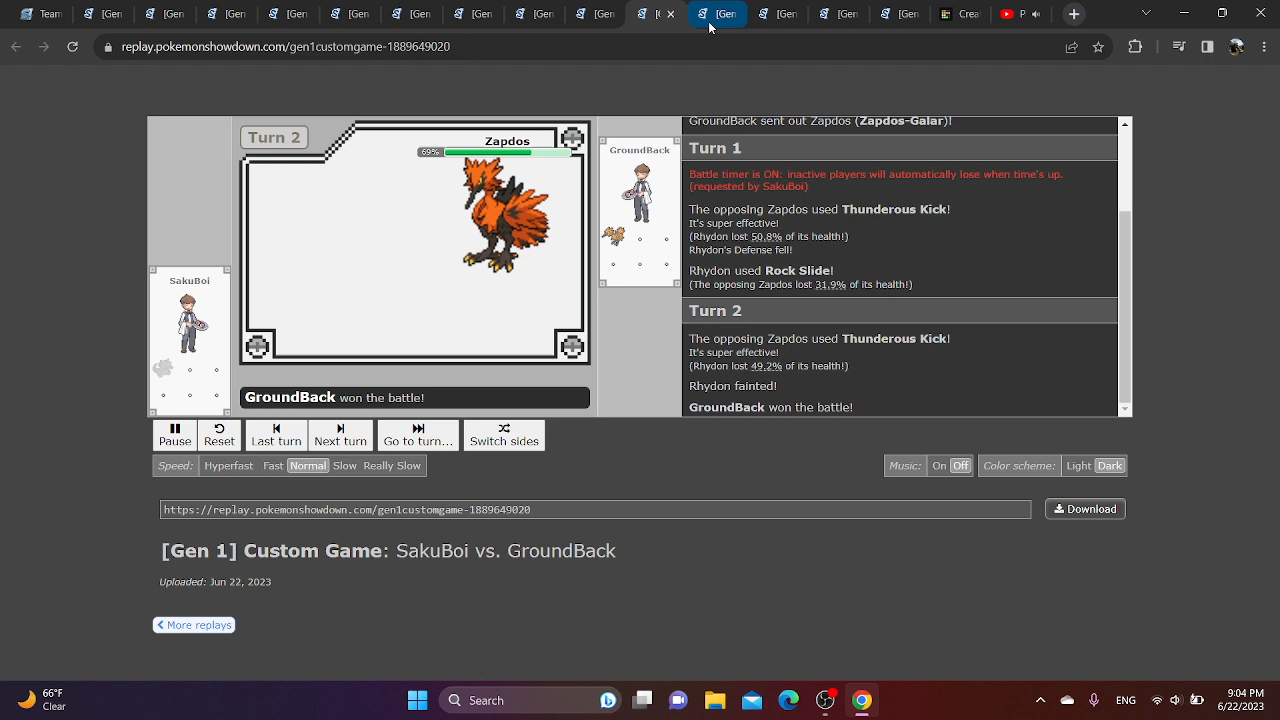 Team
[Gen
[Gen
[Gen
[Gen
[Gen
[Gen
[Gen
[Gen
[Gen
[G
[Gen
[Gen
[Gen
[Gen
Crea
P
replay.pokemonshowdown.com/gen1customgame-1889649020
Turn 2
Zapdos
69%
GroundBack
SakuBoi
GroundBack won the battle!
GroundBack sent out Zapdos (Zapdos-Galar)!
Turn 1
Battle timer is ON: inactive players will automatically lose when time's up.
(requested by SakuBoi)
The opposing Zapdos used Thunderous Kick!
It's super effective!
(Rhydon lost 50.8% of its health!)
Rhydon's Defense fell!
Rhydon used Rock Slide!
(The opposing Zapdos lost 31.9% of its health!)
Turn 2
The opposing Zapdos used Thunderous Kick!
It's super effective!
(Rhydon lost 49.2% of its health!)
Rhydon fainted!
GroundBack won the battle!
Pause Reset Last turn Next turn Go to turn... Switch sides
Speed: Hyperfast Fast Normal Slow Really Slow
Music: On Off Color scheme: Light Dark
https://replay.pokemonshowdown.com/gen1customgame-1889649020
Download
[Gen 1] Custom Game: SakuBoi vs. GroundBack
Uploaded: Jun 22, 2023
More replays
66°F
Clear
Search
ENG
9:04 PM
6/22/2023